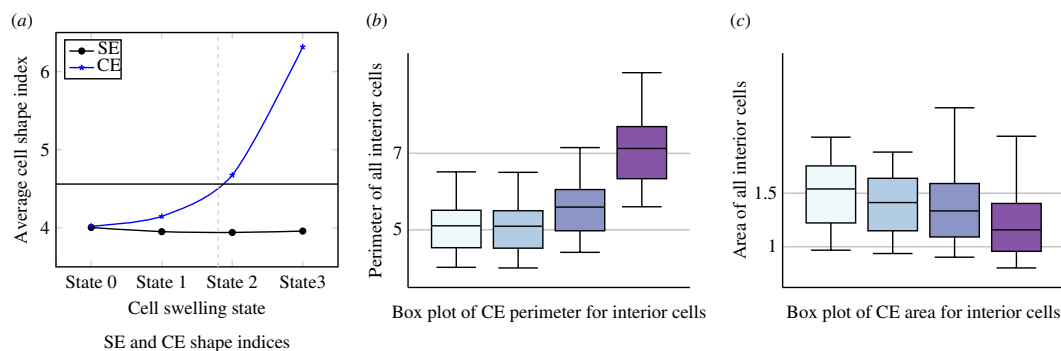 (a)
SE
CE
6
5
4
Average cell shape index
State 0 State 1 State 2 State3
Cell swelling state
SE and CE shape indices
(b)
7
5
Perimeter of all interior cells
Box plot of CE perimeter for interior cells
(c)
1.5
1
Area of all interior cells
Box plot of CE area for interior cells